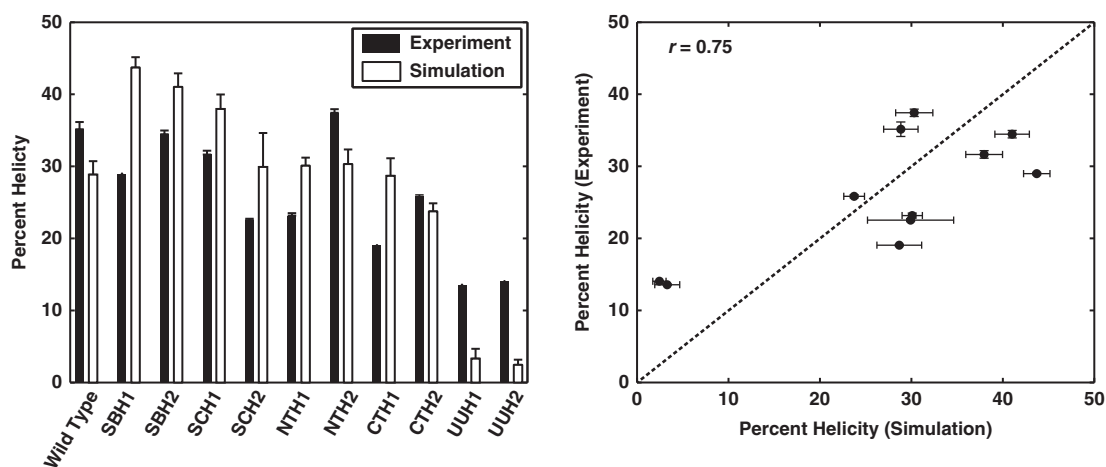 50
40
30
20
10
0
Percent Helicty
Experiment
Simulation
Wild Type
SBH1
SBH2
SCH1
SCH2
NTH1
NTH2
CTH1
CTH2
UUH1
UUH2
50
40
30
20
10
0
Percent Helicity (Experiment)
r = 0.75
0 10 20 30 40 50
Percent Helicity (Simulation)